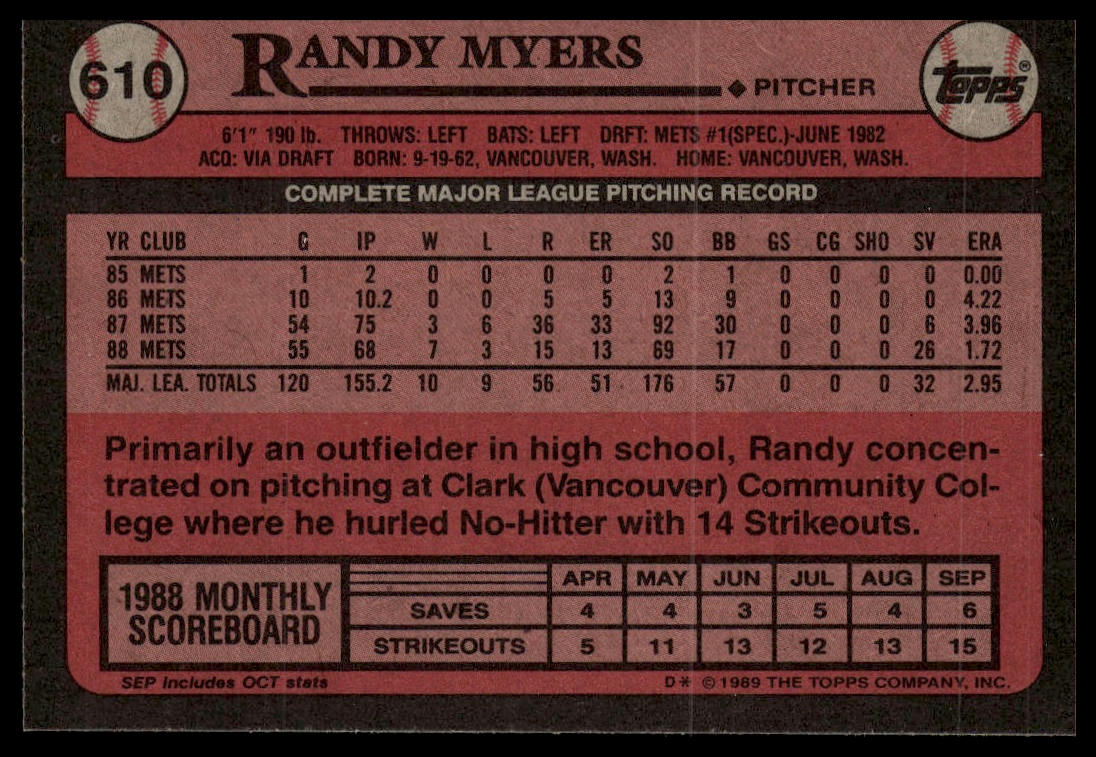 610
RANDY MYERS
◆ PITCHER
TOPPS®
6'1" 190 lb. THROWS: LEFT BATS: LEFT DRFT: METS #1(SPEC.)-JUNE 1982
ACQ: VIA DRAFT BORN: 9-19-62, VANCOUVER, WASH. HOME: VANCOUVER, WASH.
COMPLETE MAJOR LEAGUE PITCHING RECORD
YR CLUB G IP W L R ER SO BB GS CG SHO SV ERA
85 METS 1 2 0 0 0 0 2 1 0 0 0 0 0.00
86 METS 10 10.2 0 0 5 5 13 9 0 0 0 0 4.22
87 METS 54 75 3 6 36 33 92 30 0 0 0 6 3.96
88 METS 55 68 7 3 15 13 69 17 0 0 0 26 1.72
MAJ. LEA. TOTALS 120 155.2 10 9 56 51 176 57 0 0 0 32 2.95
Primarily an outfielder in high school, Randy concen-
trated on pitching at Clark (Vancouver) Community Col-
lege where he hurled No-Hitter with 14 Strikeouts.
1988 MONTHLY
SCOREBOARD
APR MAY JUN JUL AUG SEP
SAVES 4 4 3 5 4 6
STRIKEOUTS 5 11 13 12 13 15
SEP includes OCT stats
D* © 1989 THE TOPPS COMPANY, INC.